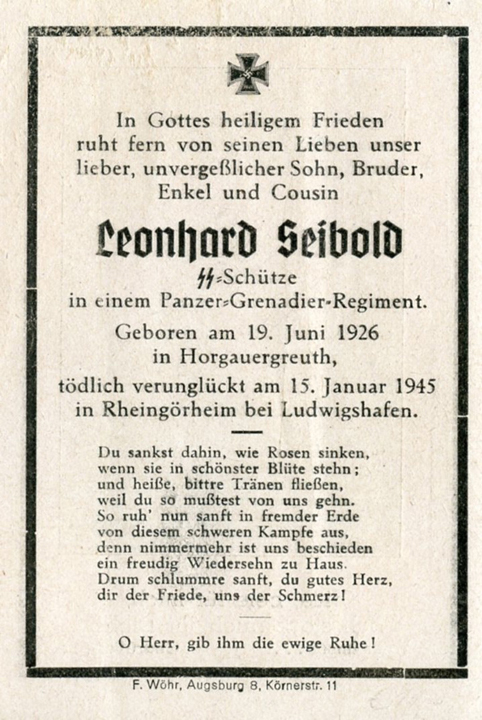 In Gottes heiligem Frieden
ruht fern von seinen Lieben unser
lieber, unvergeßlicher Sohn, Bruder,
Enkel und Cousin
Leonhard Seibold
SS-Schütze
in einem Panzer-Grenadier-Regiment.
Geboren am 19. Juni 1926
in Horgauergreuth,
tödlich verunglückt am 15. Januar 1945
in Rheingörheim bei Ludwigshafen.
Du sankst dahin, wie Rosen sinken,
wenn sie in schönster Blüte stehn;
und heiße, bittre Tränen fließen,
weil du so mußtest von uns gehn.
So ruh' nun sanft in fremder Erde
von diesem schweren Kampfe aus,
denn nimmermehr ist uns beschieden
ein freudig Wiedersehn zu Haus.
Drum schlummre sanft, du gutes Herz,
dir der Friede, uns der Schmerz!
O Herr, gib ihm die ewige Ruhe!
F. Wöhr, Augsburg 8, Körnerstr. 11